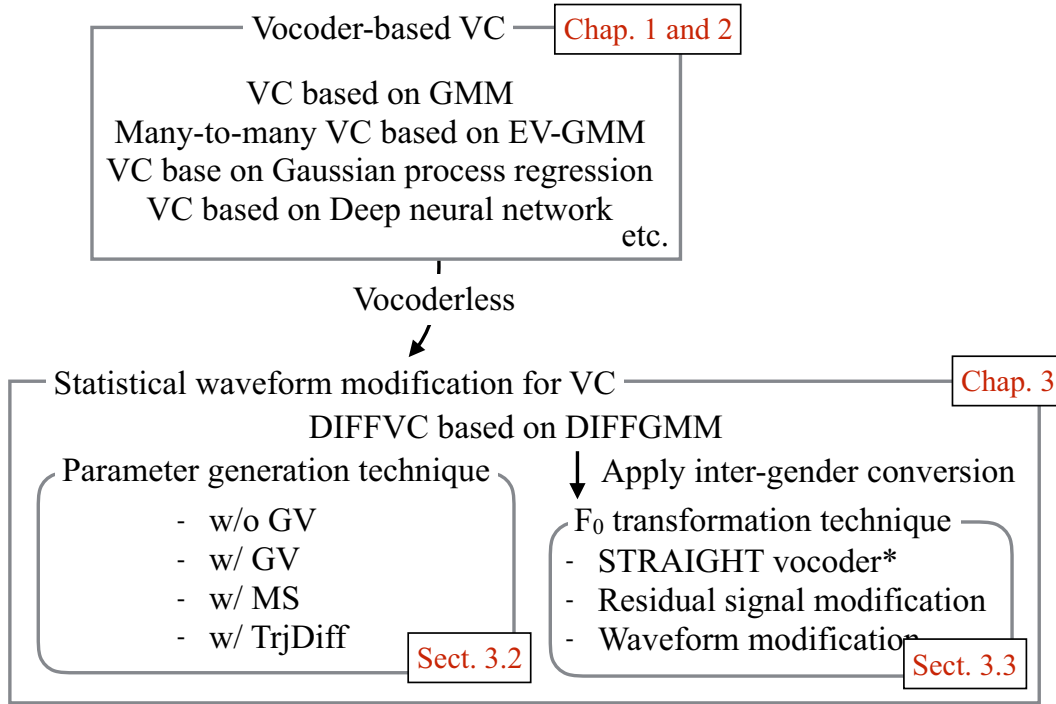 Vocoder-based VC
Chap. 1 and 2
VC based on GMM
Many-to-many VC based on EV-GMM
VC base on Gaussian process regression
VC based on Deep neural network
etc.
Vocoderless
Statistical waveform modification for VC
Chap. 3
DIFFVC based on DIFFGMM
Parameter generation technique
- w/o GV
- w/ GV
- w/ MS
- w/ TrjDiff
Sect. 3.2
Apply inter-gender conversion
F₀ transformation technique
- STRAIGHT vocoder*
- Residual signal modification
- Waveform modification
Sect. 3.3